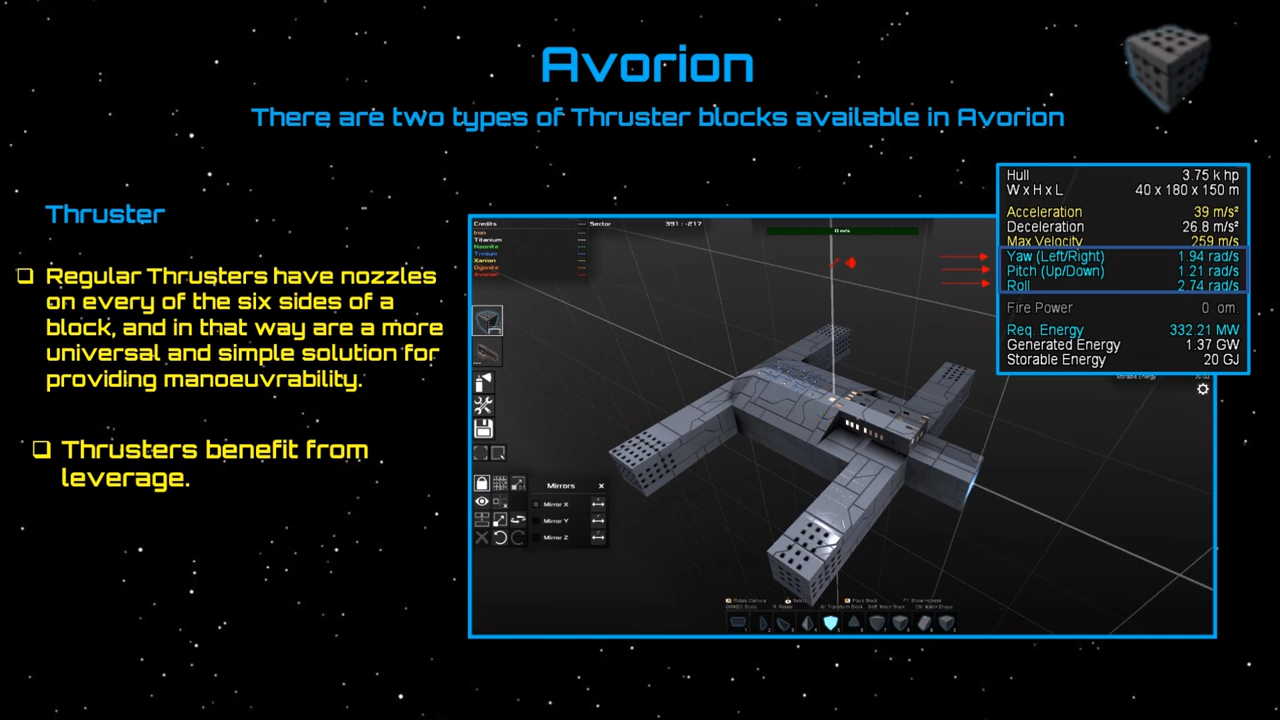 Avorion
There are two types of Thruster blocks available in Avorion
Thruster
Regular Thrusters have nozzles
on every of the six sides of a
block, and in that way are a more
universal and simple solution for
providing manoeuvrability.
Thrusters benefit from
leverage.
Hull 3.75 k hp
W x H x L 40 x 180 x 150 m
Acceleration 39 m/s²
Deceleration 26.8 m/s²
Max Velocity 259 m/s
Yaw (Left/Right) 1.94 rad/s
Pitch (Up/Down) 1.21 rad/s
Roll 2.74 rad/s
Fire Power 0 om.
Req. Energy 332.21 MW
Generated Energy 1.37 GW
Storable Energy 20 GJ
Credits
Iron
Titanium
Naonite
Trinium
Xanion
Ogonite
Avorion
Sector 391 : -217
0 m/s
Storable Energy
Mirrors x
Mirror X
Mirror Y
Mirror Z